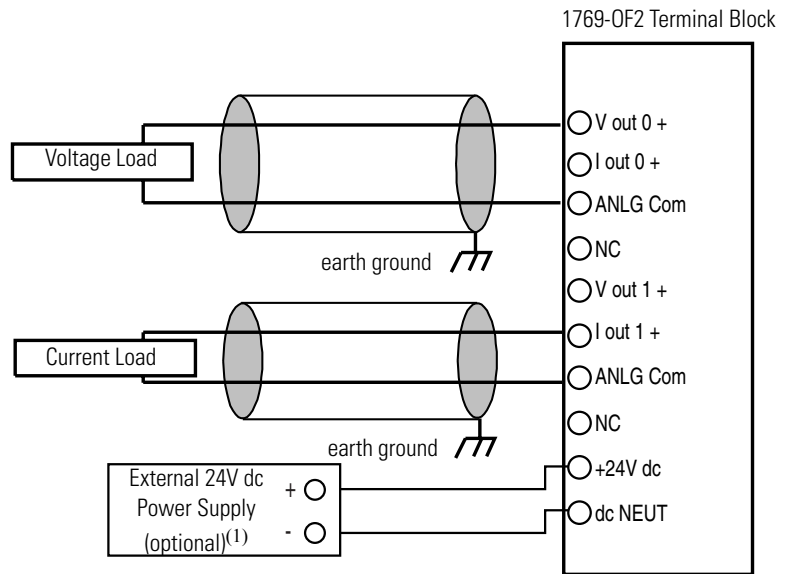 1769-OF2 Terminal Block
V out 0 +
Voltage Load
I out 0 +
ANLG Com
NC
earth ground
V out 1 +
I out 1 +
Current Load
ANLG Com
NC
earth ground
+24V dc
External 24V dc
Power Supply
(optional)(1)
+
-
dc NEUT